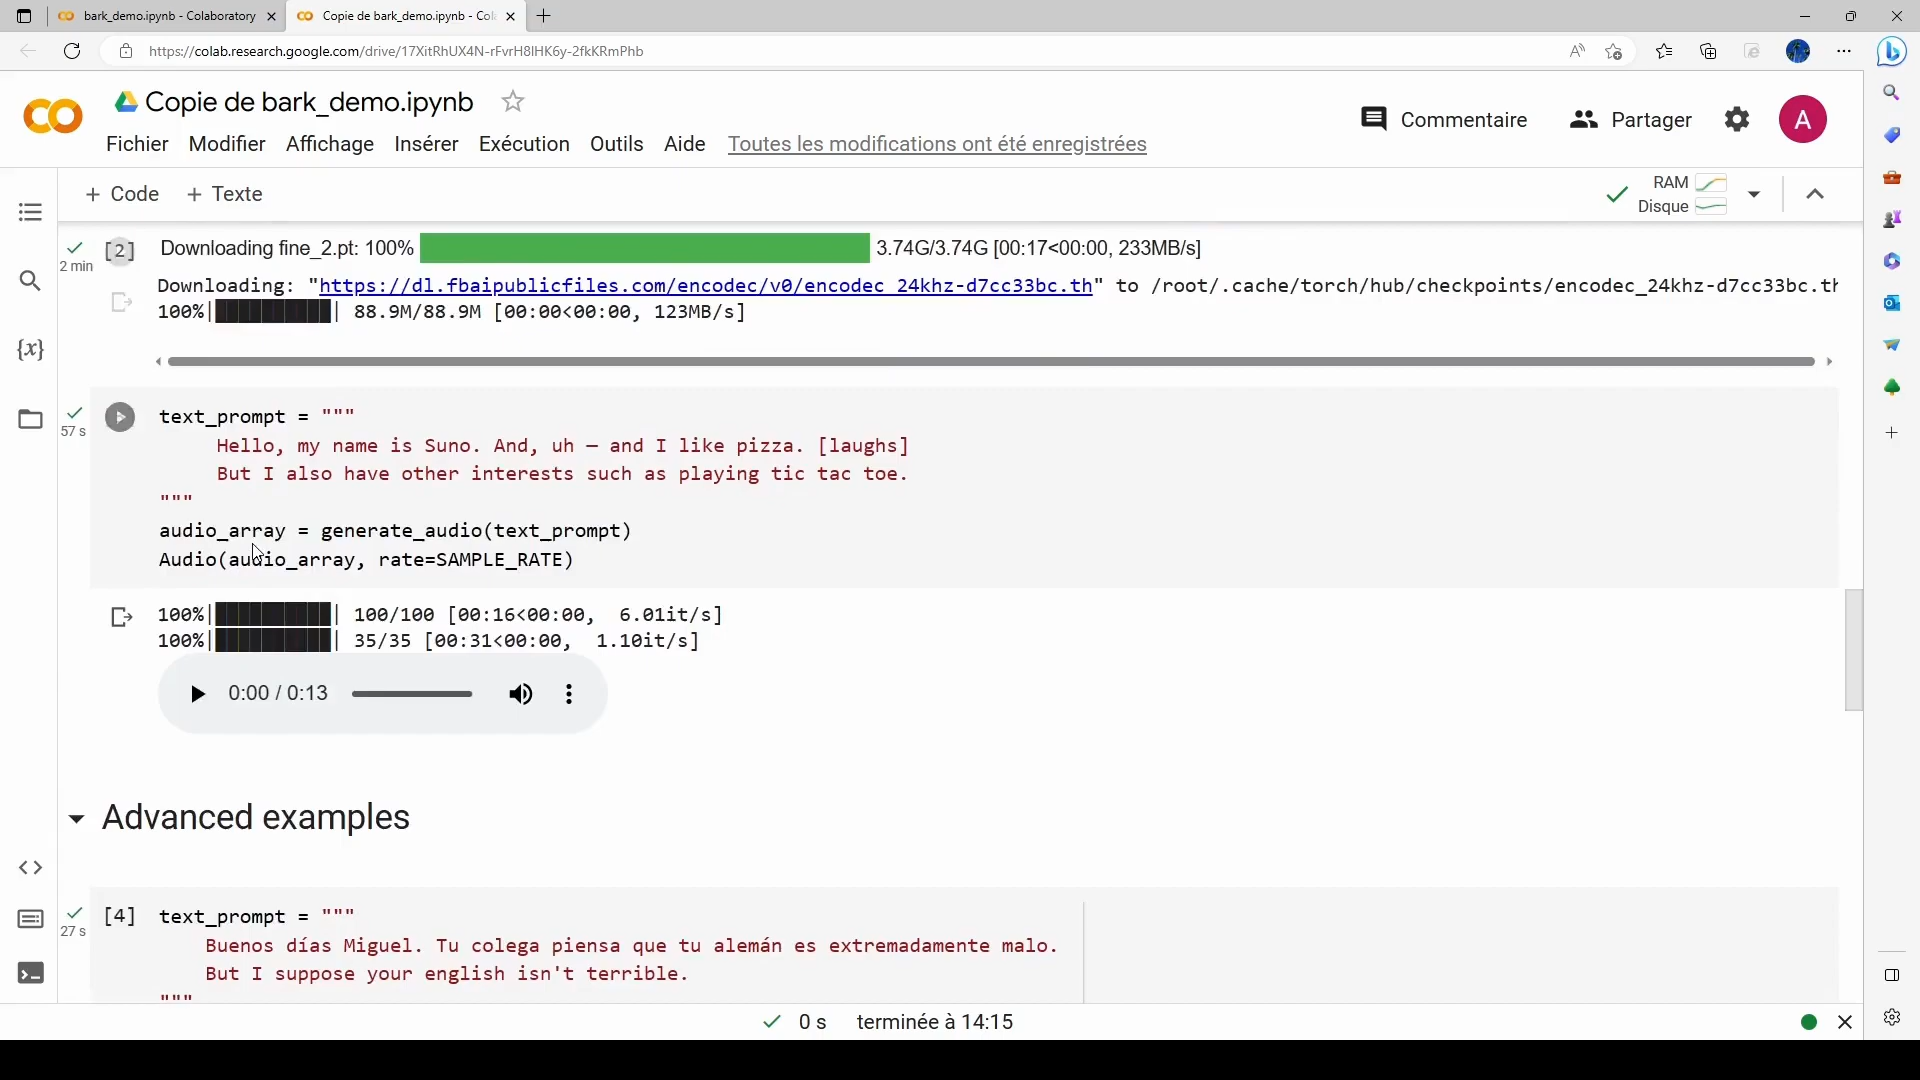 bark_demo.ipynb - Colaboratory
Copie de bark_demo.ipynb - Col
https://colab.research.google.com/drive/17XitRhUX4N-rFvrH8IHK6y-2fkKRmPhb
Copie de bark_demo.ipynb
Commentaire
Partager
A
Fichier Modifier Affichage Insérer Exécution Outils Aide Toutes les modifications ont été enregistrées
+ Code + Texte
RAM
Disque
[2] Downloading fine_2.pt: 100% 3.74G/3.74G [00:17<00:00, 233MB/s]
2 min
Downloading: "https://dl.fbaipublicfiles.com/encodec/v0/encodec_24khz-d7cc33bc.th" to /root/.cache/torch/hub/checkpoints/encodec_24khz-d7cc33bc.th
100%|██████████| 88.9M/88.9M [00:00<00:00, 123MB/s]
{x}
57 s
text_prompt = """
Hello, my name is Suno. And, uh — and I like pizza. [laughs]
But I also have other interests such as playing tic tac toe.
"""
audio_array = generate_audio(text_prompt)
Audio(audio_array, rate=SAMPLE_RATE)
100%|██████████| 100/100 [00:16<00:00, 6.01it/s]
100%|██████████| 35/35 [00:31<00:00, 1.10it/s]
0:00 / 0:13
Advanced examples
[4] text_prompt = """
27 s
Buenos días Miguel. Tu colega piensa que tu alemán es extremadamente malo.
But I suppose your english isn't terrible.
"""
0 s terminée à 14:15